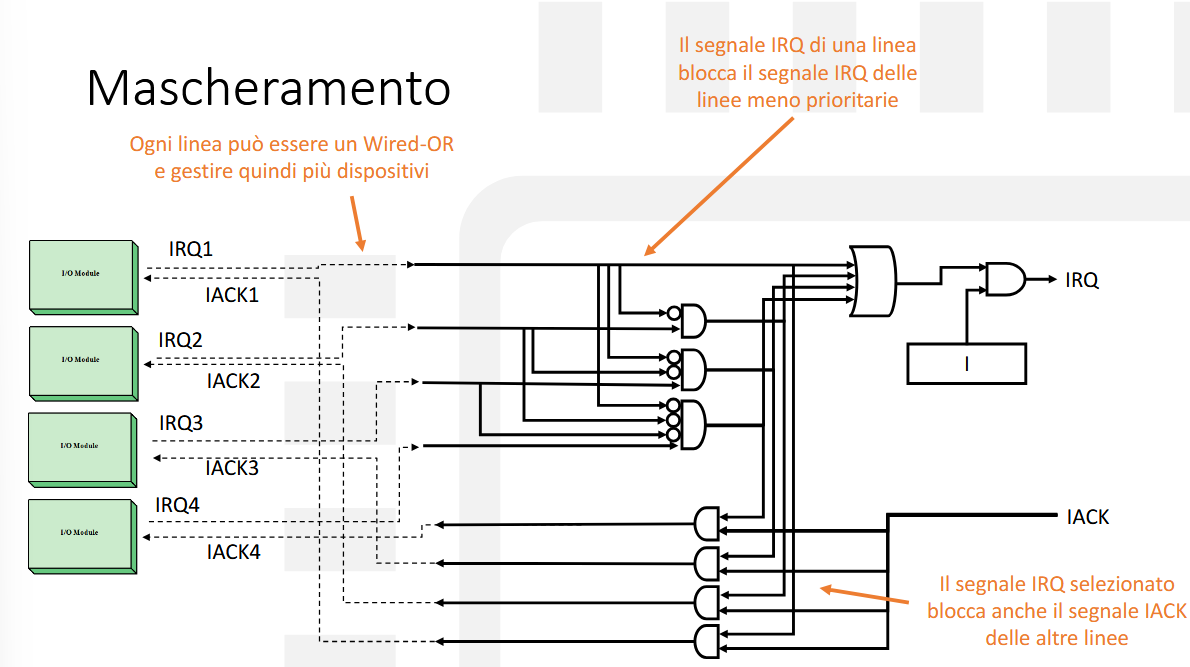 Mascheramento
Il segnale IRQ di una linea
blocca il segnale IRQ delle
linee meno prioritarie
Ogni linea può essere un Wired-OR
e gestire quindi più dispositivi
I/O Module
IRQ1
IACK1
I/O Module
IRQ2
IACK2
I/O Module
IRQ3
IACK3
I/O Module
IRQ4
IACK4
IRQ
I
IACK
Il segnale IRQ selezionato
blocca anche il segnale IACK
delle altre linee